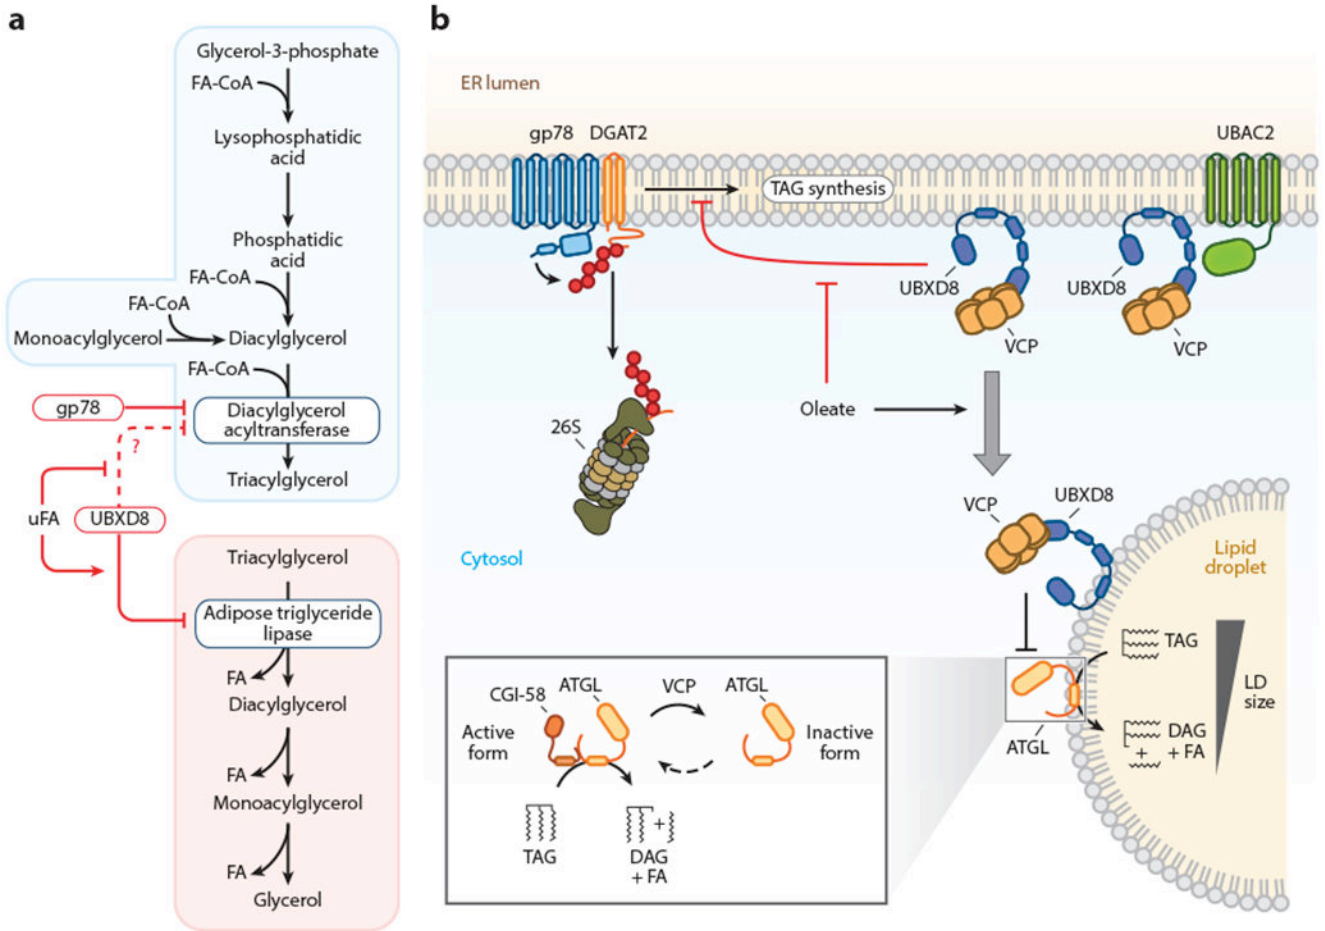 a
Glycerol-3-phosphate
FA-CoA
Lysophosphatidic
acid
Phosphatidic
acid
FA-CoA
FA-CoA
Monoacylglycerol
Diacylglycerol
FA-CoA
gp78
Diacylglycerol
acyltransferase
?
Triacylglycerol
uFA
UBXD8
Triacylglycerol
Adipose triglyceride
lipase
FA
Diacylglycerol
FA
Monoacylglycerol
FA
Glycerol
b
ER lumen
gp78
DGAT2
UBAC2
TAG synthesis
UBXD8
VCP
UBXD8
VCP
Oleate
26S
Cytosol
VCP
UBXD8
Lipid
droplet
TAG
LD
size
DAG
+ FA
+
ATGL
CGI-58
ATGL
VCP
ATGL
Active
form
Inactive
form
TAG
+
DAG
+ FA